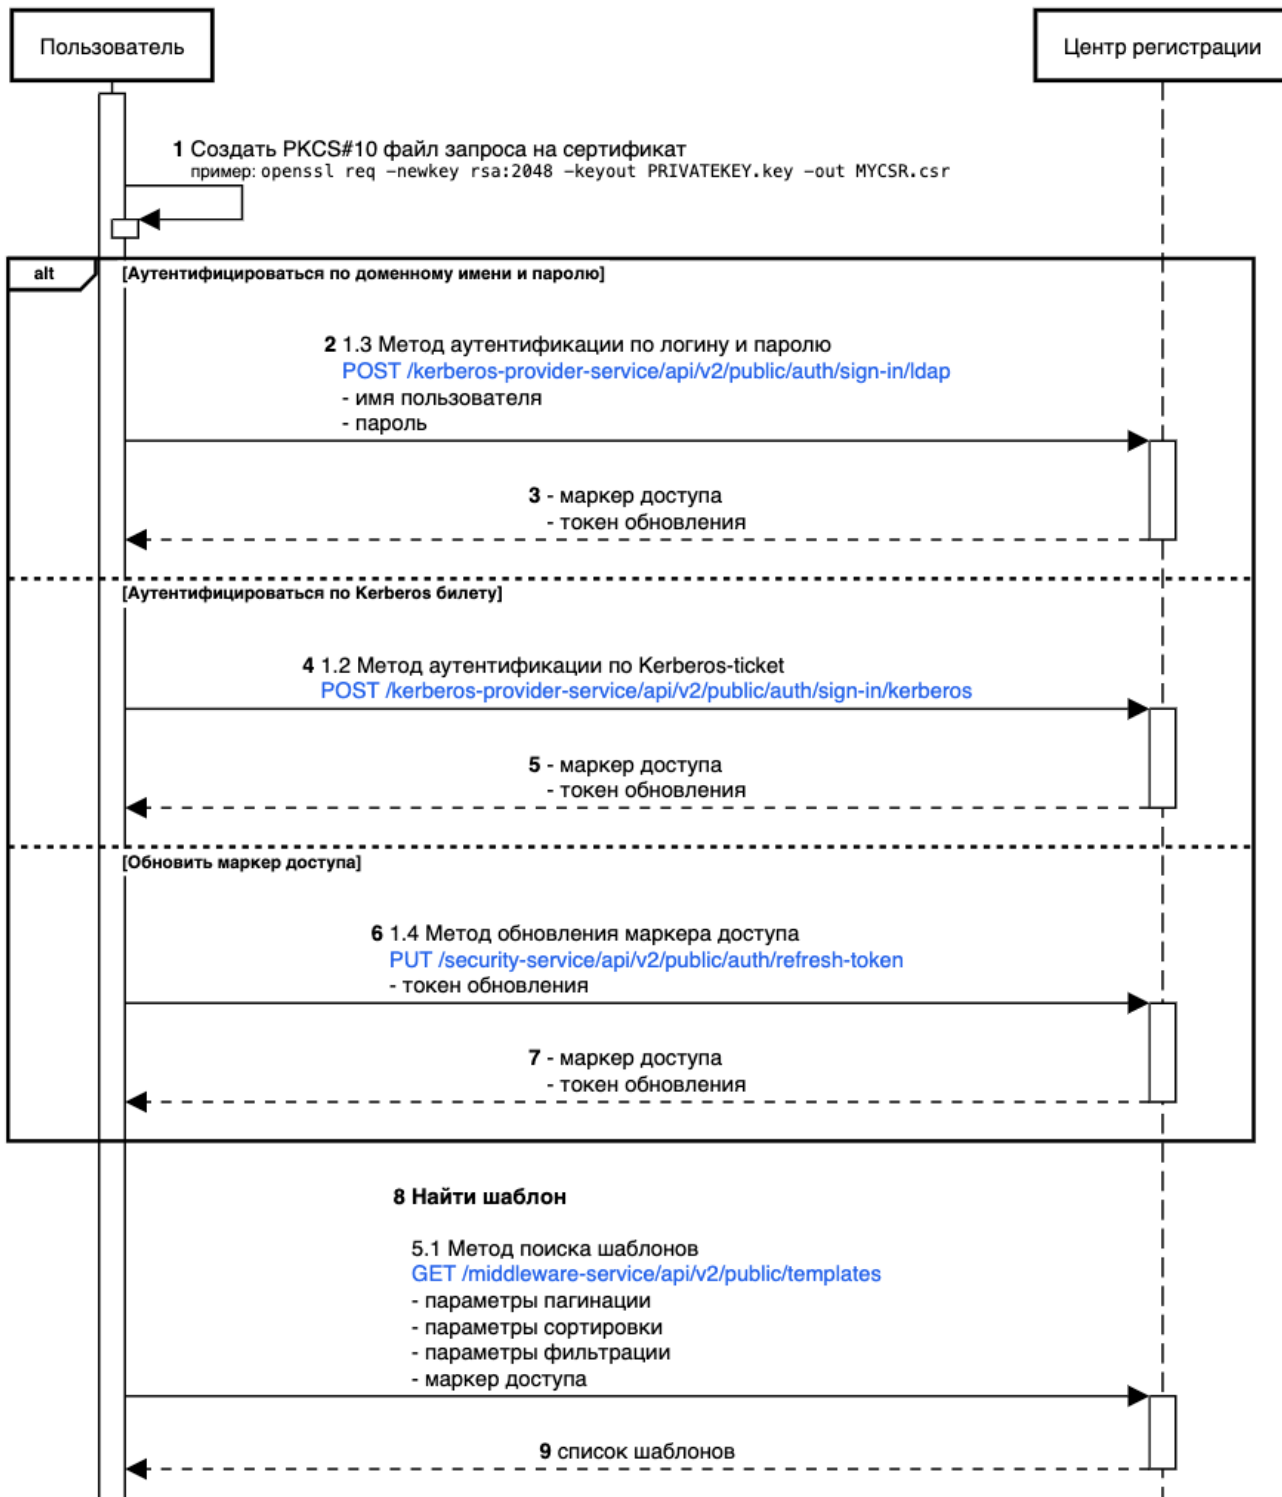 Пользователь
Центр регистрации
1 Создать PKCS#10 файл запроса на сертификат
пример: openssl req -newkey rsa:2048 -keyout PRIVATEKEY.key -out MYCSR.csr
alt
[Аутентифицироваться по доменному имени и паролю]
2 1.3 Метод аутентификации по логину и паролю
POST /kerberos-provider-service/api/v2/public/auth/sign-in/ldap
- имя пользователя
- пароль
3 - маркер доступа
- токен обновления
[Аутентифицироваться по Kerberos билету]
4 1.2 Метод аутентификации по Kerberos-ticket
POST /kerberos-provider-service/api/v2/public/auth/sign-in/kerberos
5 - маркер доступа
- токен обновления
[Обновить маркер доступа]
6 1.4 Метод обновления маркера доступа
PUT /security-service/api/v2/public/auth/refresh-token
- токен обновления
7 - маркер доступа
- токен обновления
8 Найти шаблон
5.1 Метод поиска шаблонов
GET /middleware-service/api/v2/public/templates
- параметры пагинации
- параметры сортировки
- параметры фильтрации
- маркер доступа
9 список шаблонов